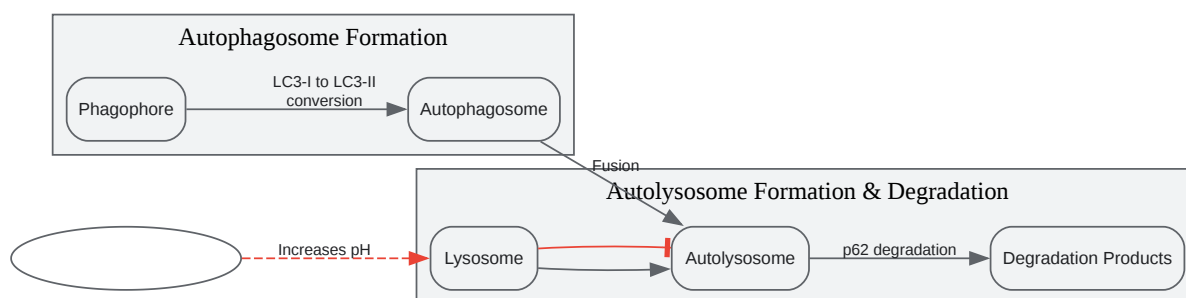 Autophagosome Formation
LC3-I to LC3-II
conversion
Phagophore
Autophagosome
Fusion
Autolysosome Formation & Degradation
Increases pH
Lysosome
Autolysosome
p62 degradation
Degradation Products